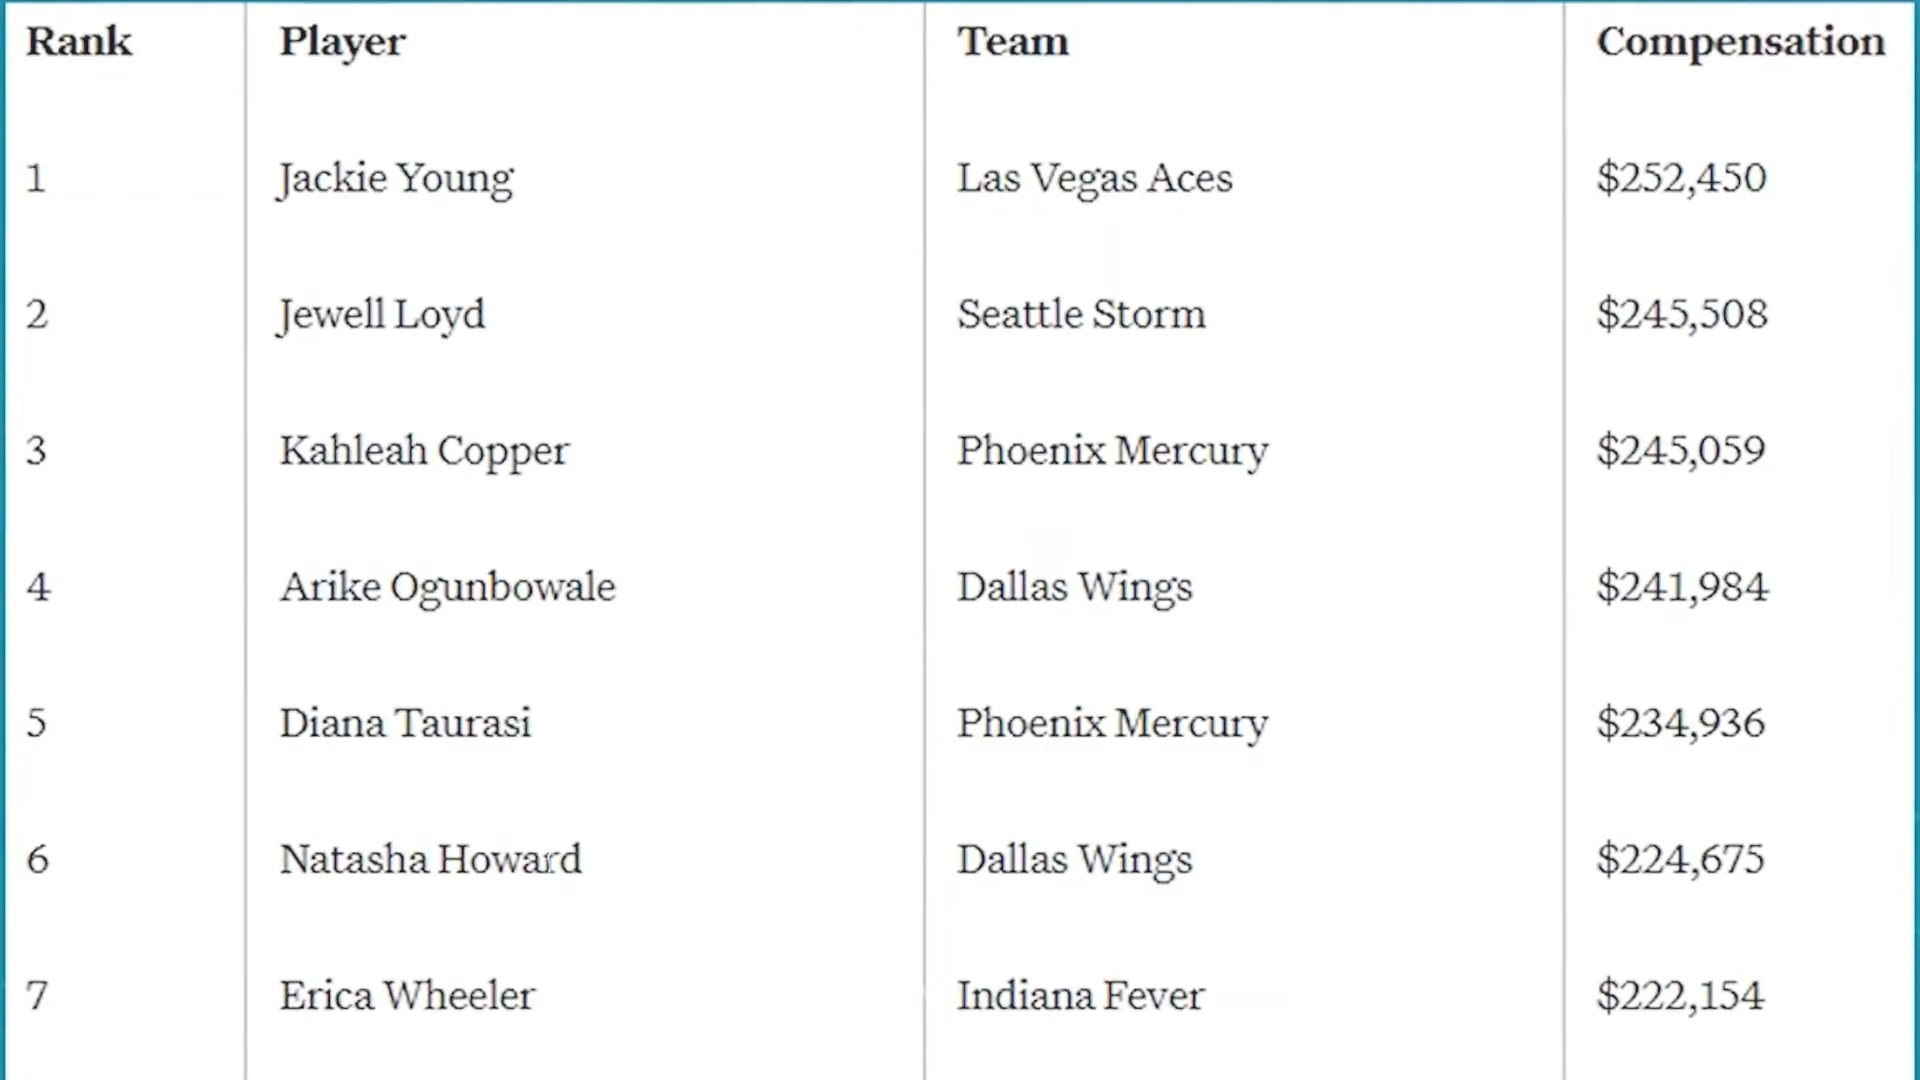 Rank Player Team Compensation
1 Jackie Young Las Vegas Aces $252,450
2 Jewell Loyd Seattle Storm $245,508
3 Kahleah Copper Phoenix Mercury $245,059
4 Arike Ogunbowale Dallas Wings $241,984
5 Diana Taurasi Phoenix Mercury $234,936
6 Natasha Howard Dallas Wings $224,675
7 Erica Wheeler Indiana Fever $222,154